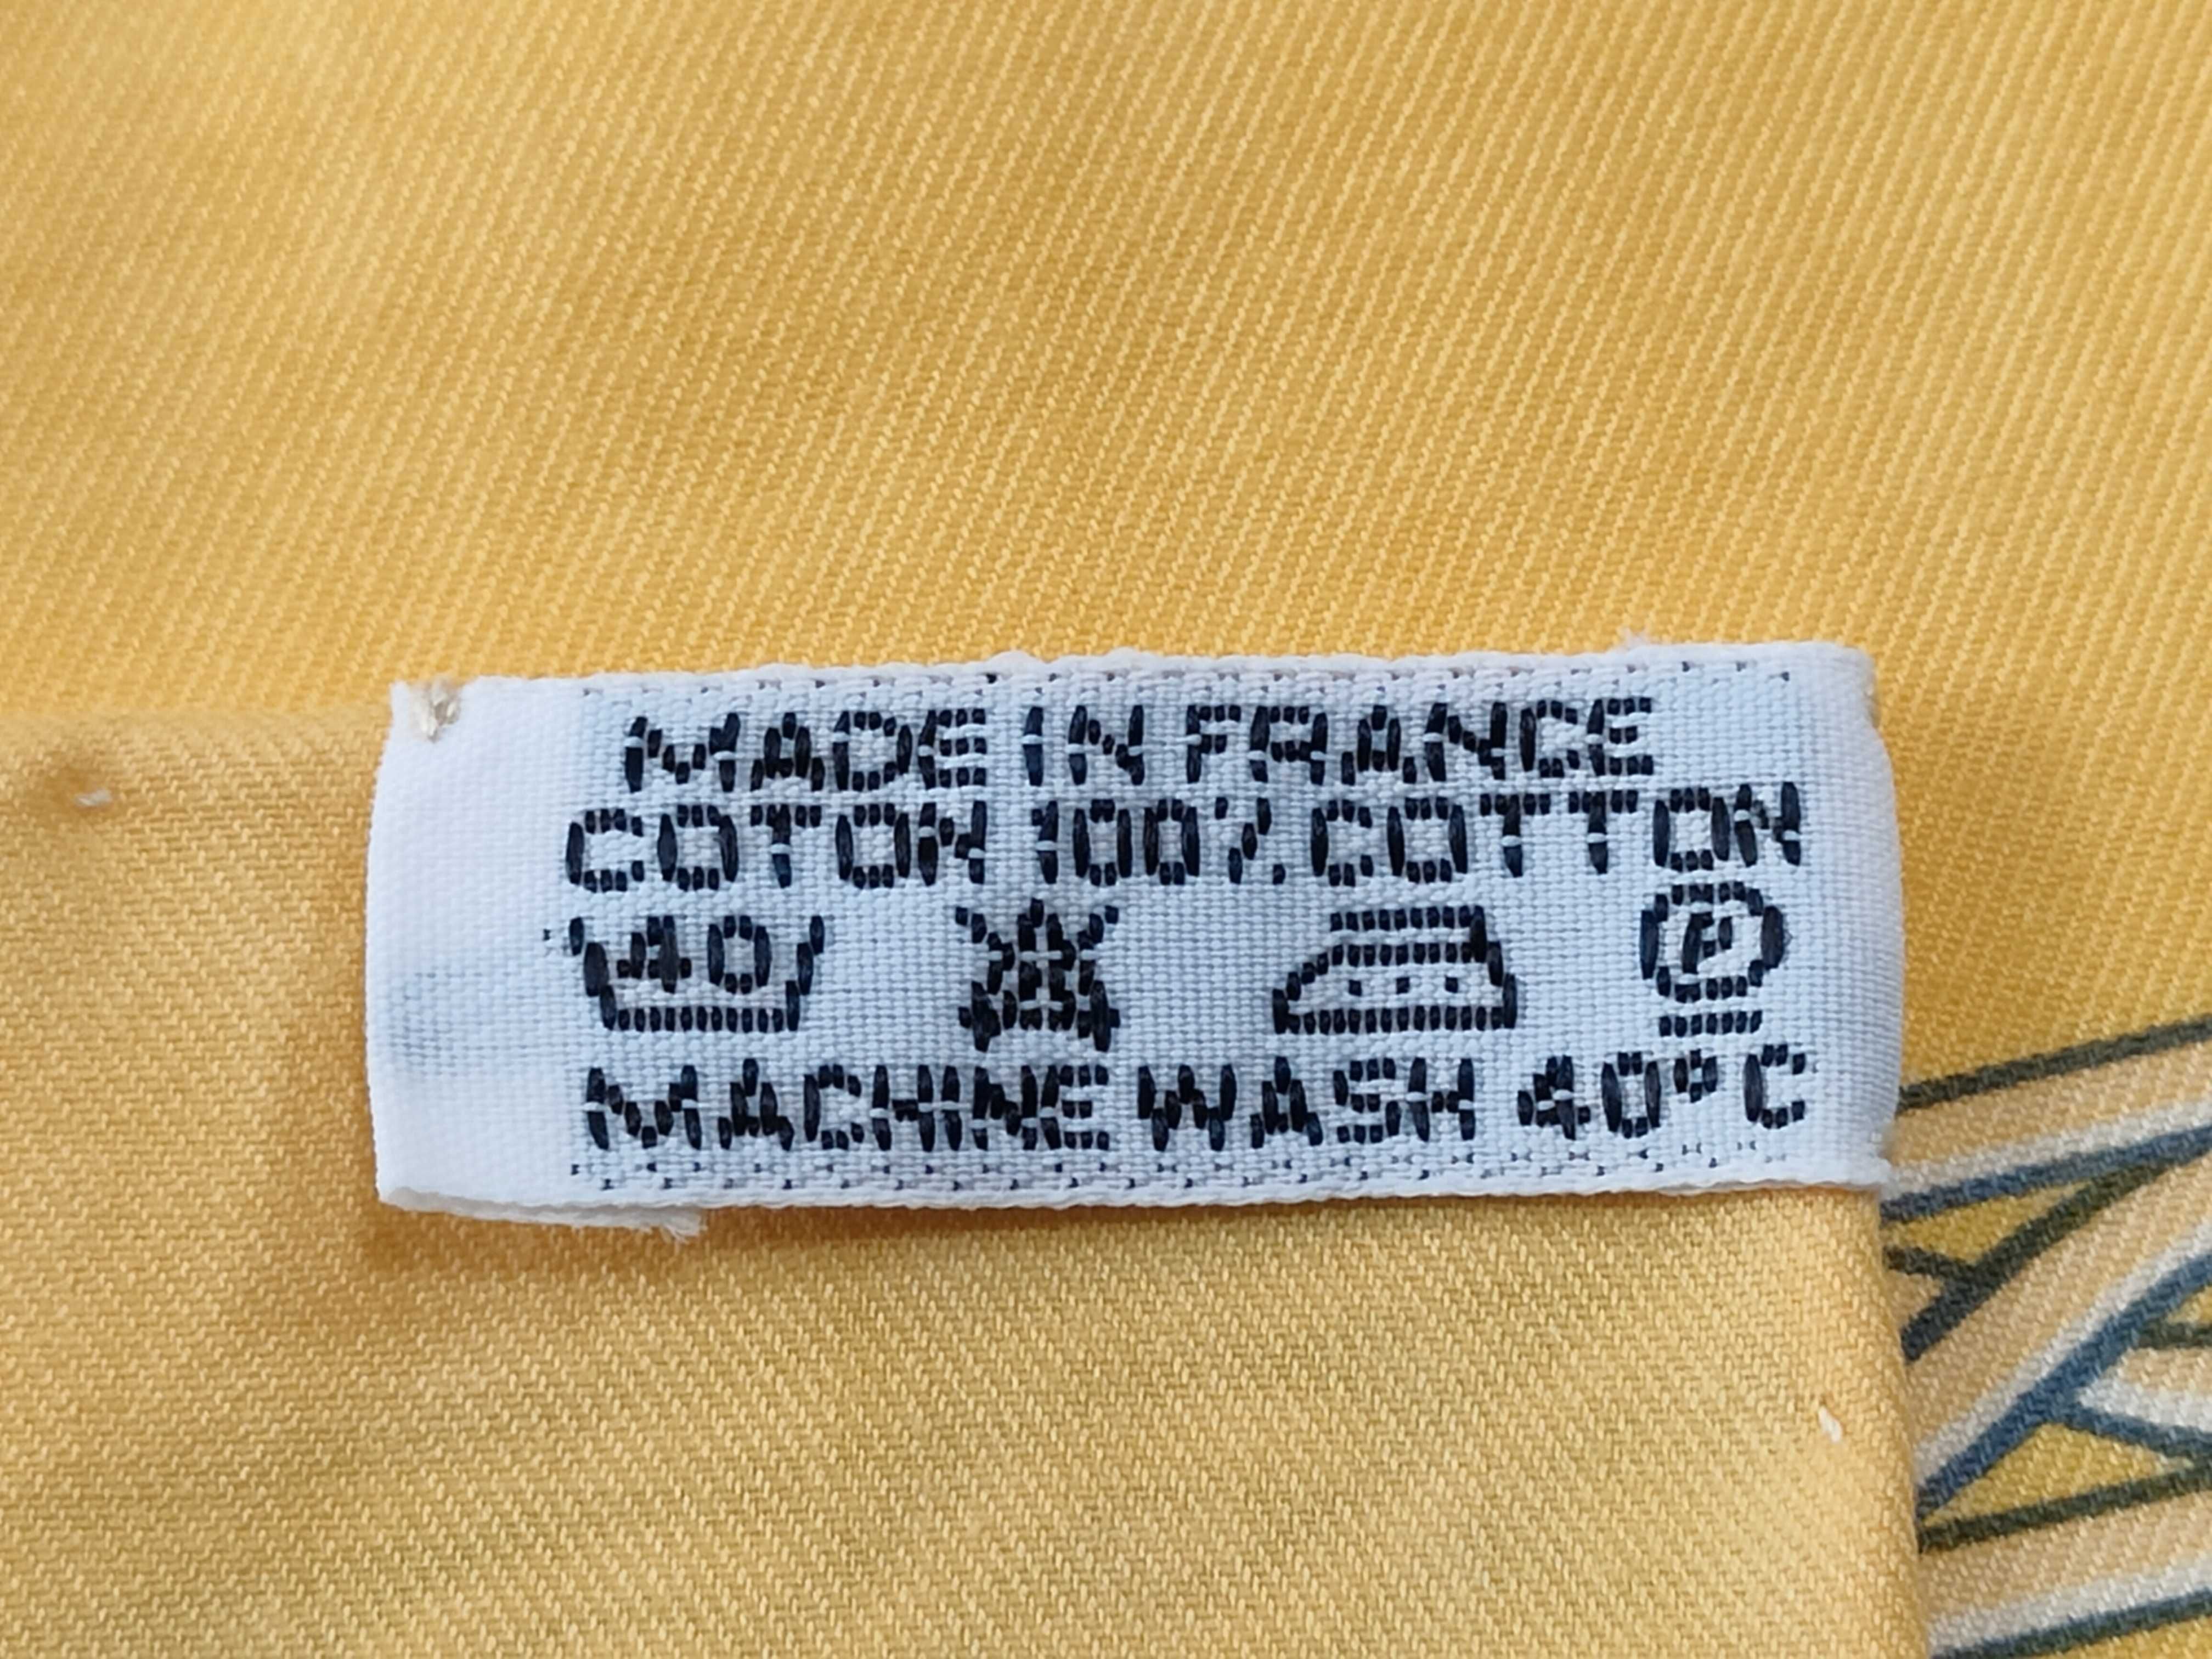 MADE IN FRANCE
COTON 100% COTTON
40 P
MACHINE WASH 40°C